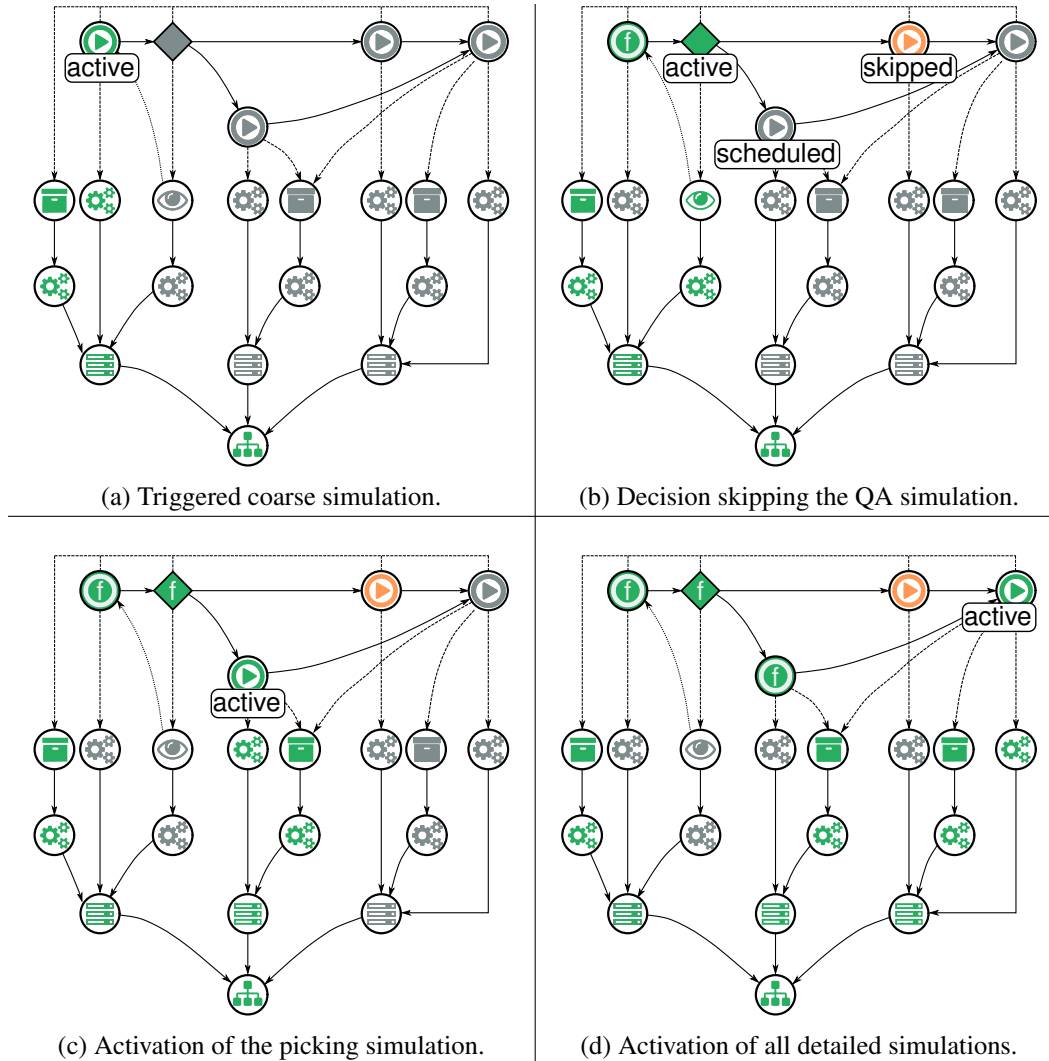 active
(a) Triggered coarse simulation.
f
active
skipped
scheduled
(b) Decision skipping the QA simulation.
f
f
active
(c) Activation of the picking simulation.
f
f
active
f
(d) Activation of all detailed simulations.